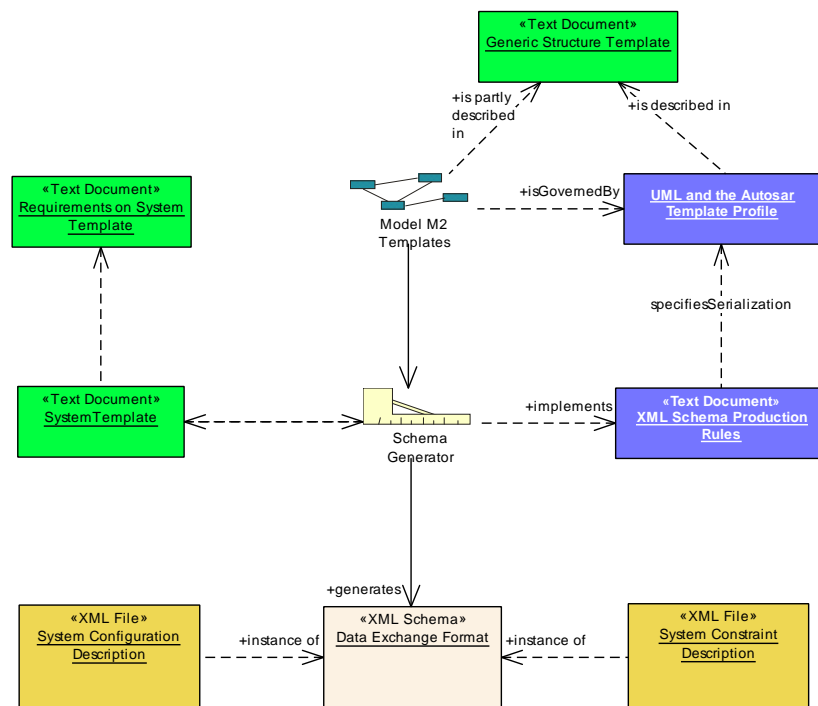 «Text Document»
Generic Structure Template
+is partly
described
in
+is described in
«Text Document»
Requirements on System
Template
+isGovernedBy
UML and the Autosar
Template Profile
Model M2
Templates
specifiesSerialization
«Text Document»
SystemTemplate
+implements
«Text Document»
XML Schema Production
Rules
Schema
Generator
+generates
«XML File»
System Configuration
Description
+instance of
«XML Schema»
Data Exchange Format
+instance of
«XML File»
System Constraint
Description